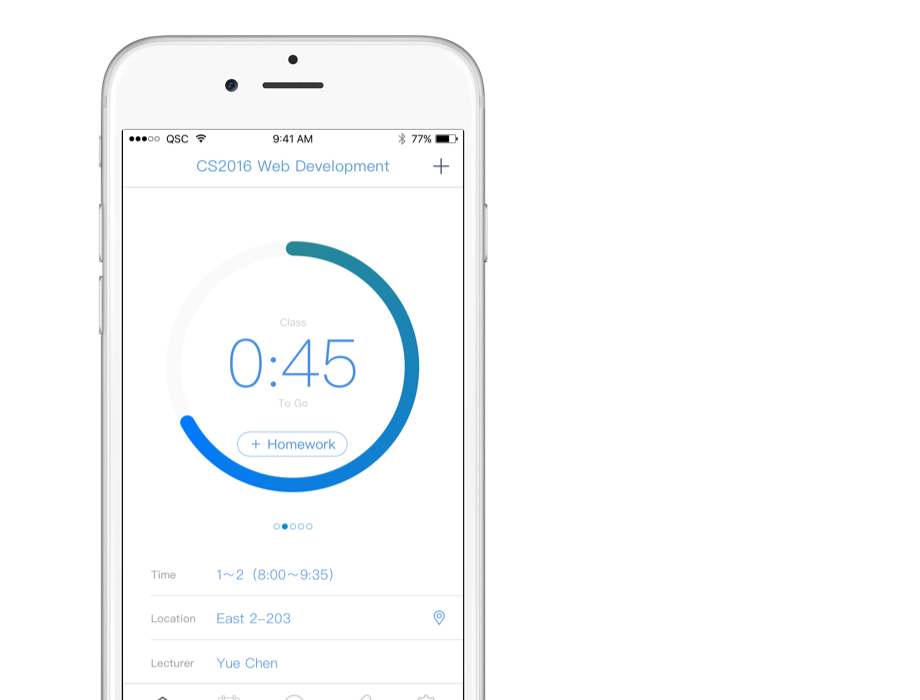 QSC 9:41 AM 77%
CS2016 Web Development +
Class
0:45
To Go
+ Homework
Time 1～2 (8:00～9:35)
Location East 2-203
Lecturer Yue Chen